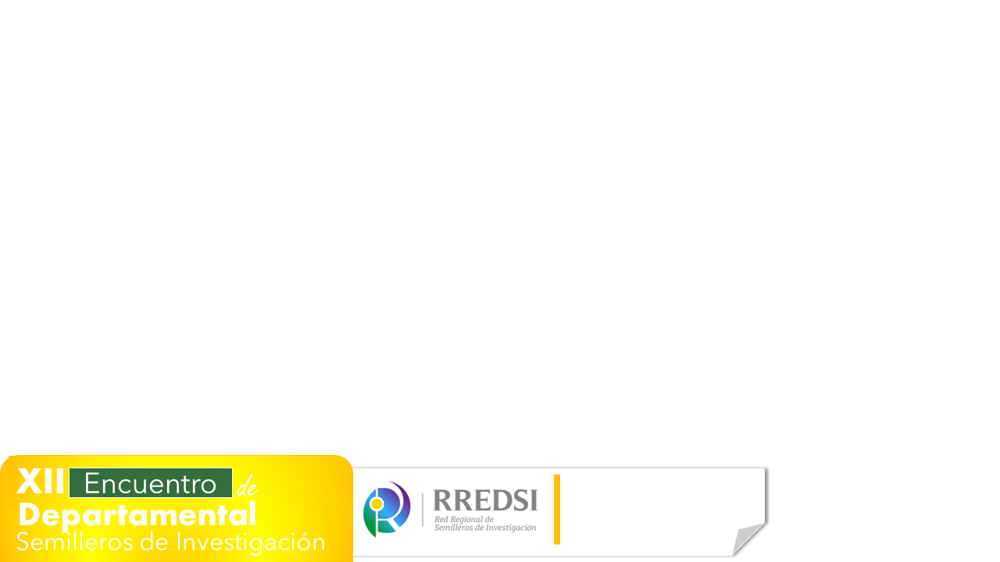 XII Encuentro de
Departamental
Semilleros de Investigación
RREDSI
Red Regional de
Semilleros de Investigación